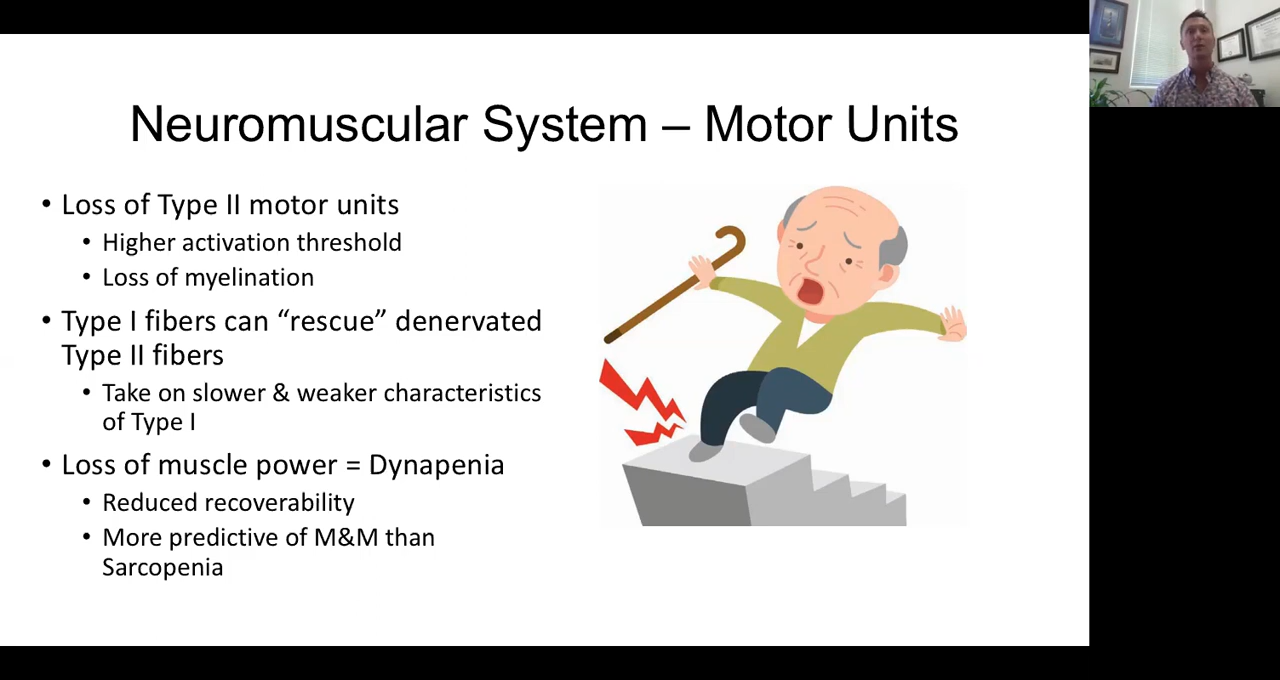 Neuromuscular System – Motor Units
• Loss of Type II motor units
• Higher activation threshold
• Loss of myelination
• Type I fibers can “rescue” denervated
Type II fibers
• Take on slower & weaker characteristics
of Type I
• Loss of muscle power = Dynapenia
• Reduced recoverability
• More predictive of M&M than
Sarcopenia